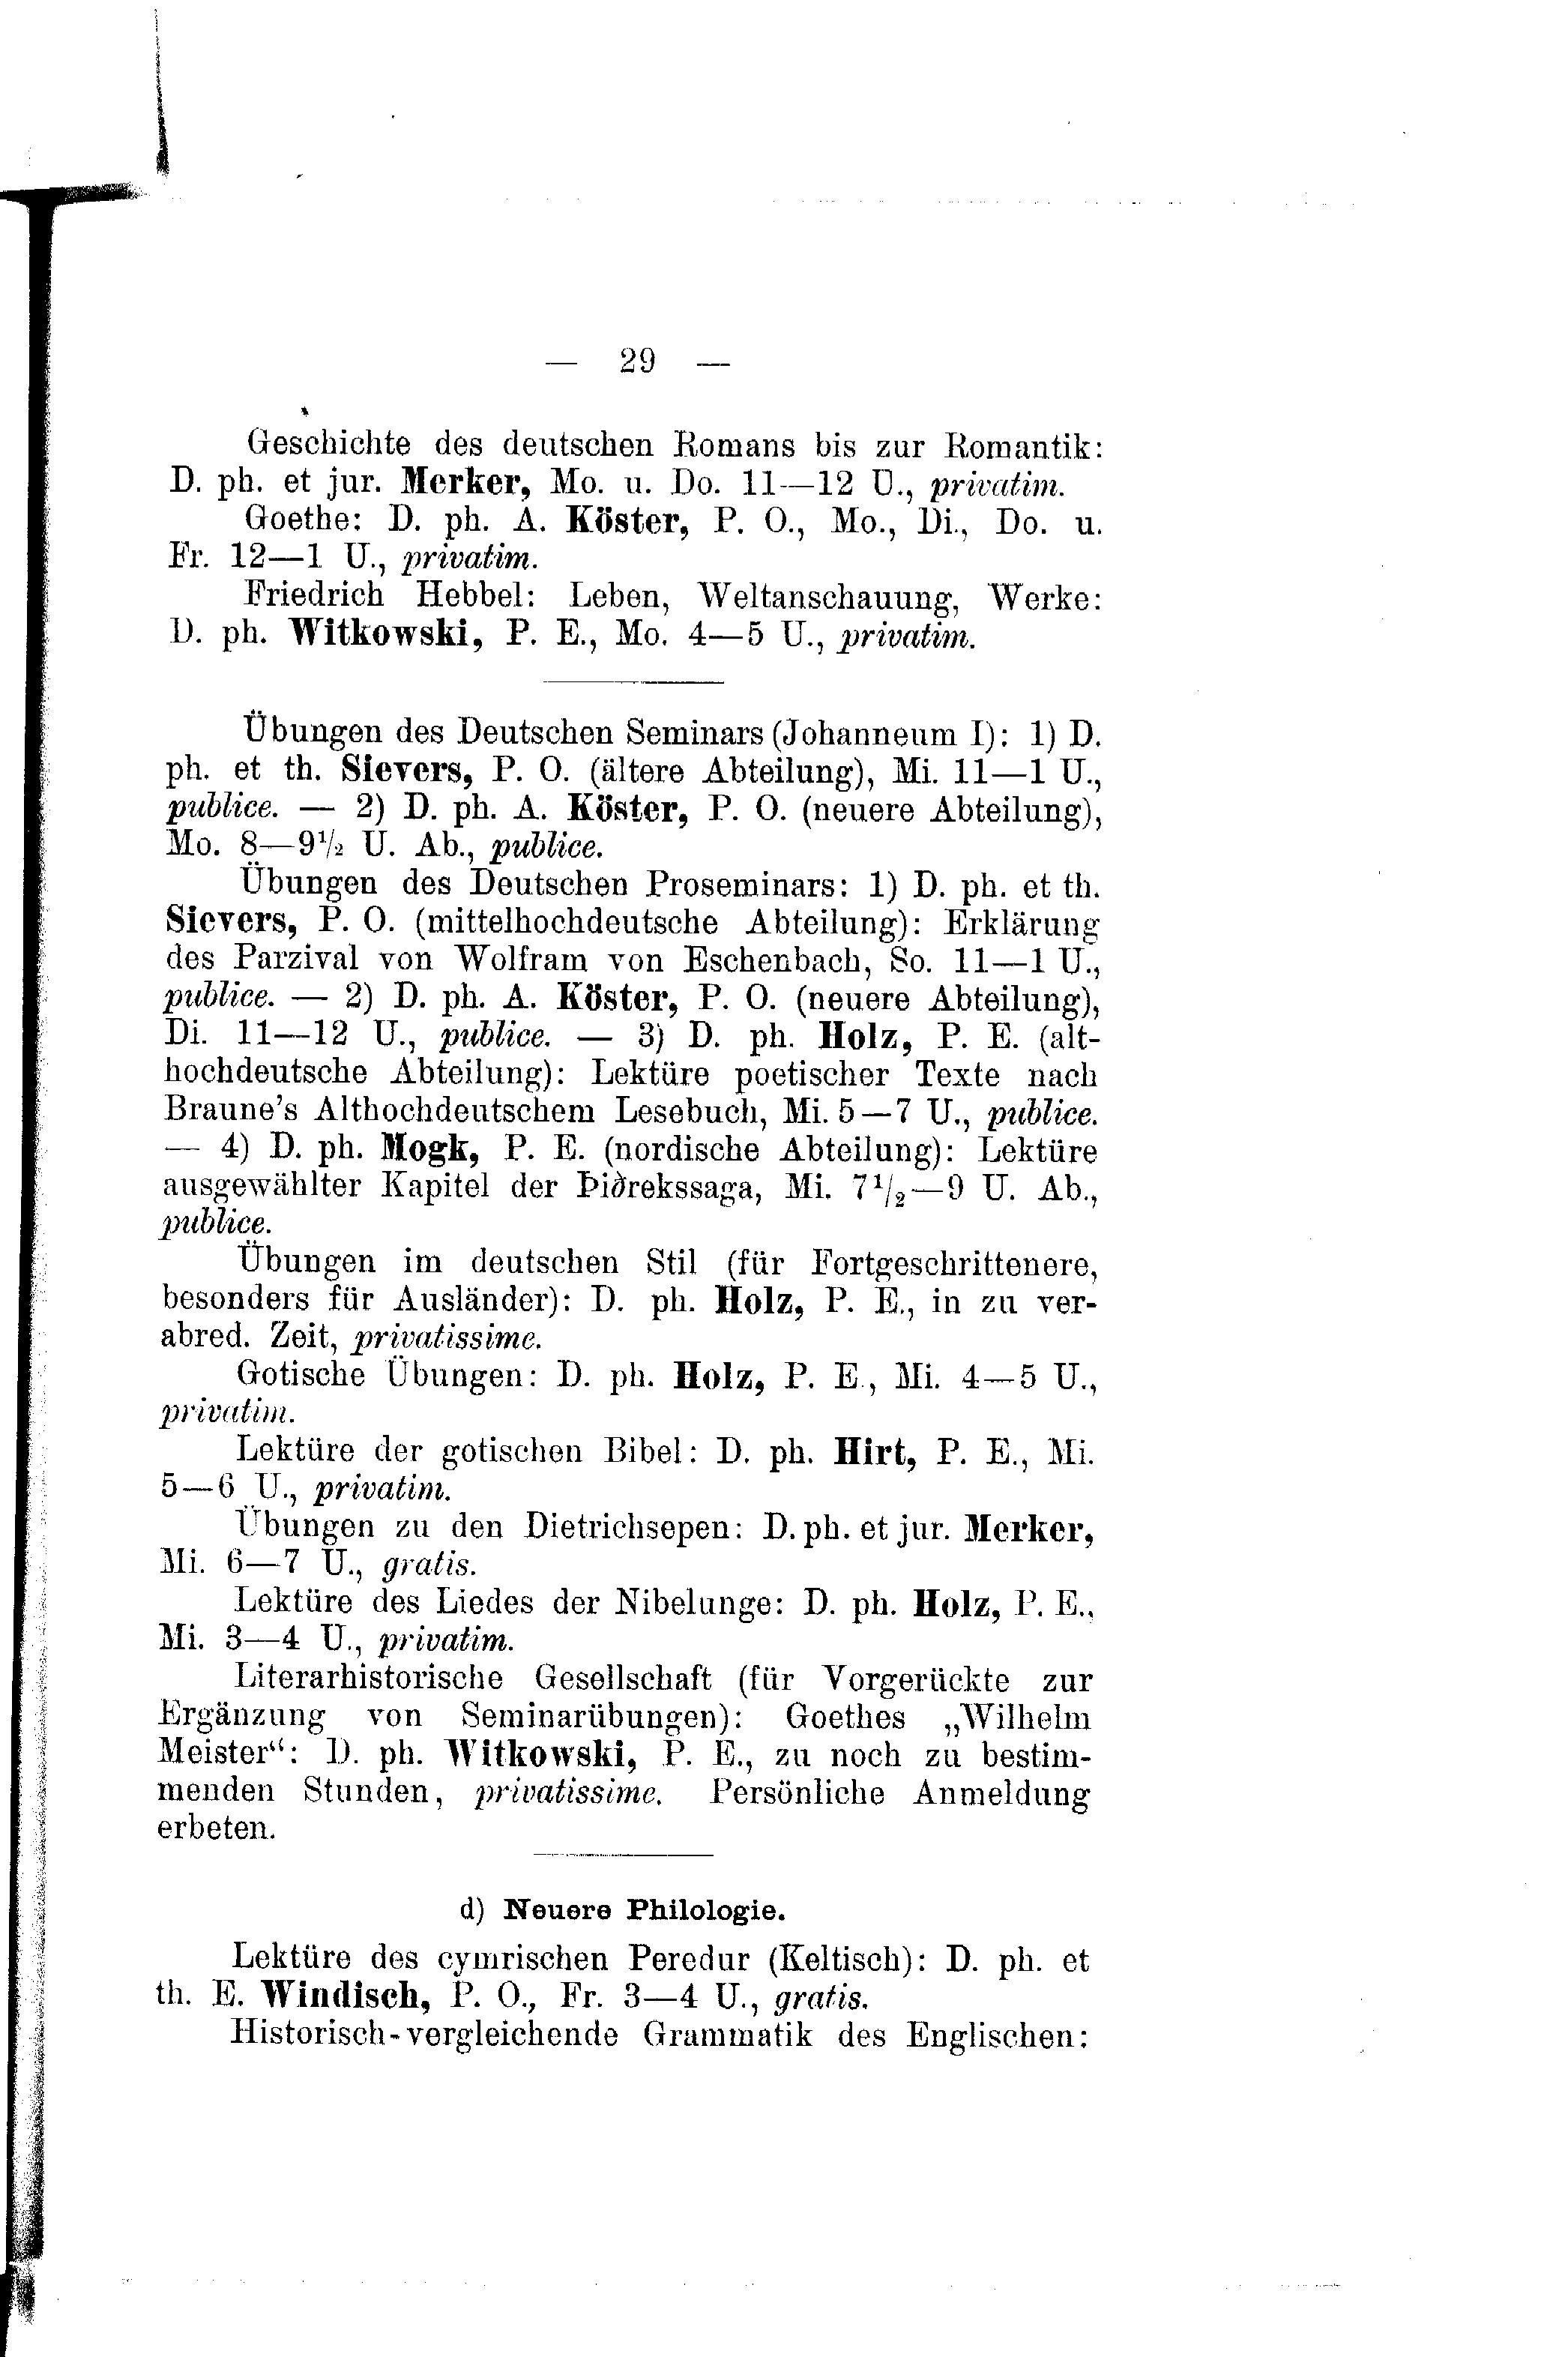 — 29 —
Geschichte des deutschen Romans bis zur Romantik:
D. ph. et jur. Merker, Mo. u. Do. 11—12 U., privatim.
Goethe: D. ph. A. Köster, P. O., Mo., Di., Do. u.
Fr. 12—1 U., privatim.
Friedrich Hebbel: Leben, Weltanschauung, Werke:
D. ph. Witkowski, P. E., Mo. 4—5 U., privatim.
Übungen des Deutschen Seminars (Johanneum I): 1) D.
ph. et th. Sievers, P. O. (ältere Abteilung), Mi. 11—1 U.,
publice. — 2) D. ph. A. Köster, P. O. (neuere Abteilung),
Mo. 8—9½ U. Ab., publice.
Übungen des Deutschen Proseminars: 1) D. ph. et th.
Sievers, P. O. (mittelhochdeutsche Abteilung): Erklärung
des Parzival von Wolfram von Eschenbach, So. 11—1 U.,
publice. — 2) D. ph. A. Köster, P. O. (neuere Abteilung),
Di. 11—12 U., publice. — 3) D. ph. Holz, P. E. (alt-
hochdeutsche Abteilung): Lektüre poetischer Texte nach
Braune's Althochdeutschem Lesebuch, Mi. 5—7 U., publice.
— 4) D. ph. Mogk, P. E. (nordische Abteilung): Lektüre
ausgewählter Kapitel der Þiðrekssaga, Mi. 7½—9 U. Ab.,
publice.
Übungen im deutschen Stil (für Fortgeschrittenere,
besonders für Ausländer): D. ph. Holz, P. E., in zu ver-
abred. Zeit, privatissime.
Gotische Übungen: D. ph. Holz, P. E., Mi. 4—5 U.,
privatim.
Lektüre der gotischen Bibel: D. ph. Hirt, P. E., Mi.
5—6 U., privatim.
Übungen zu den Dietrichsepen: D. ph. et jur. Merker,
Mi. 6—7 U., gratis.
Lektüre des Liedes der Nibelunge: D. ph. Holz, P. E.,
Mi. 3—4 U., privatim.
Literarhistorische Gesellschaft (für Vorgerückte zur
Ergänzung von Seminarübungen): Goethes „Wilhelm
Meister“: D. ph. Witkowski, P. E., zu noch zu bestim-
menden Stunden, privatissime. Persönliche Anmeldung
erbeten.
d) Neuere Philologie.
Lektüre des cymrischen Peredur (Keltisch): D. ph. et
th. E. Windisch, P. O., Fr. 3—4 U., gratis.
Historisch-vergleichende Grammatik des Englischen: